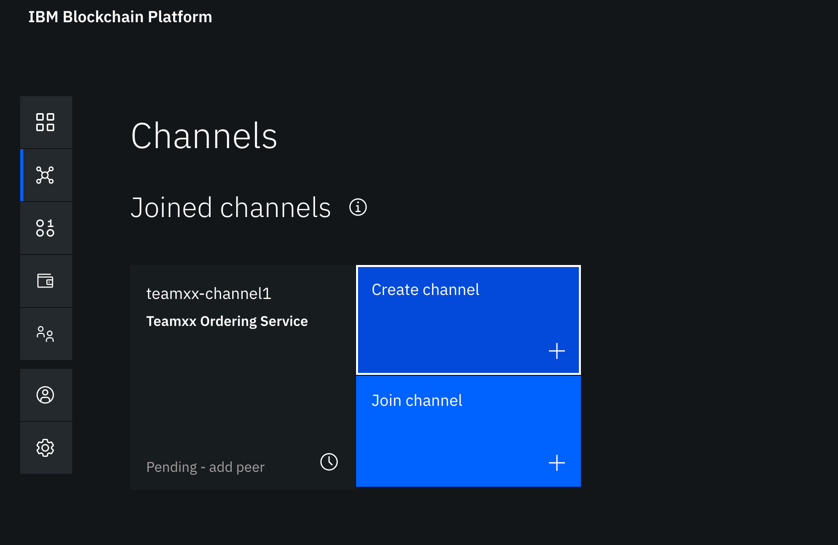 IBM Blockchain Platform
Channels
Joined channels
teamxx-channel1
Teamxx Ordering Service
Pending - add peer
Create channel
Join channel